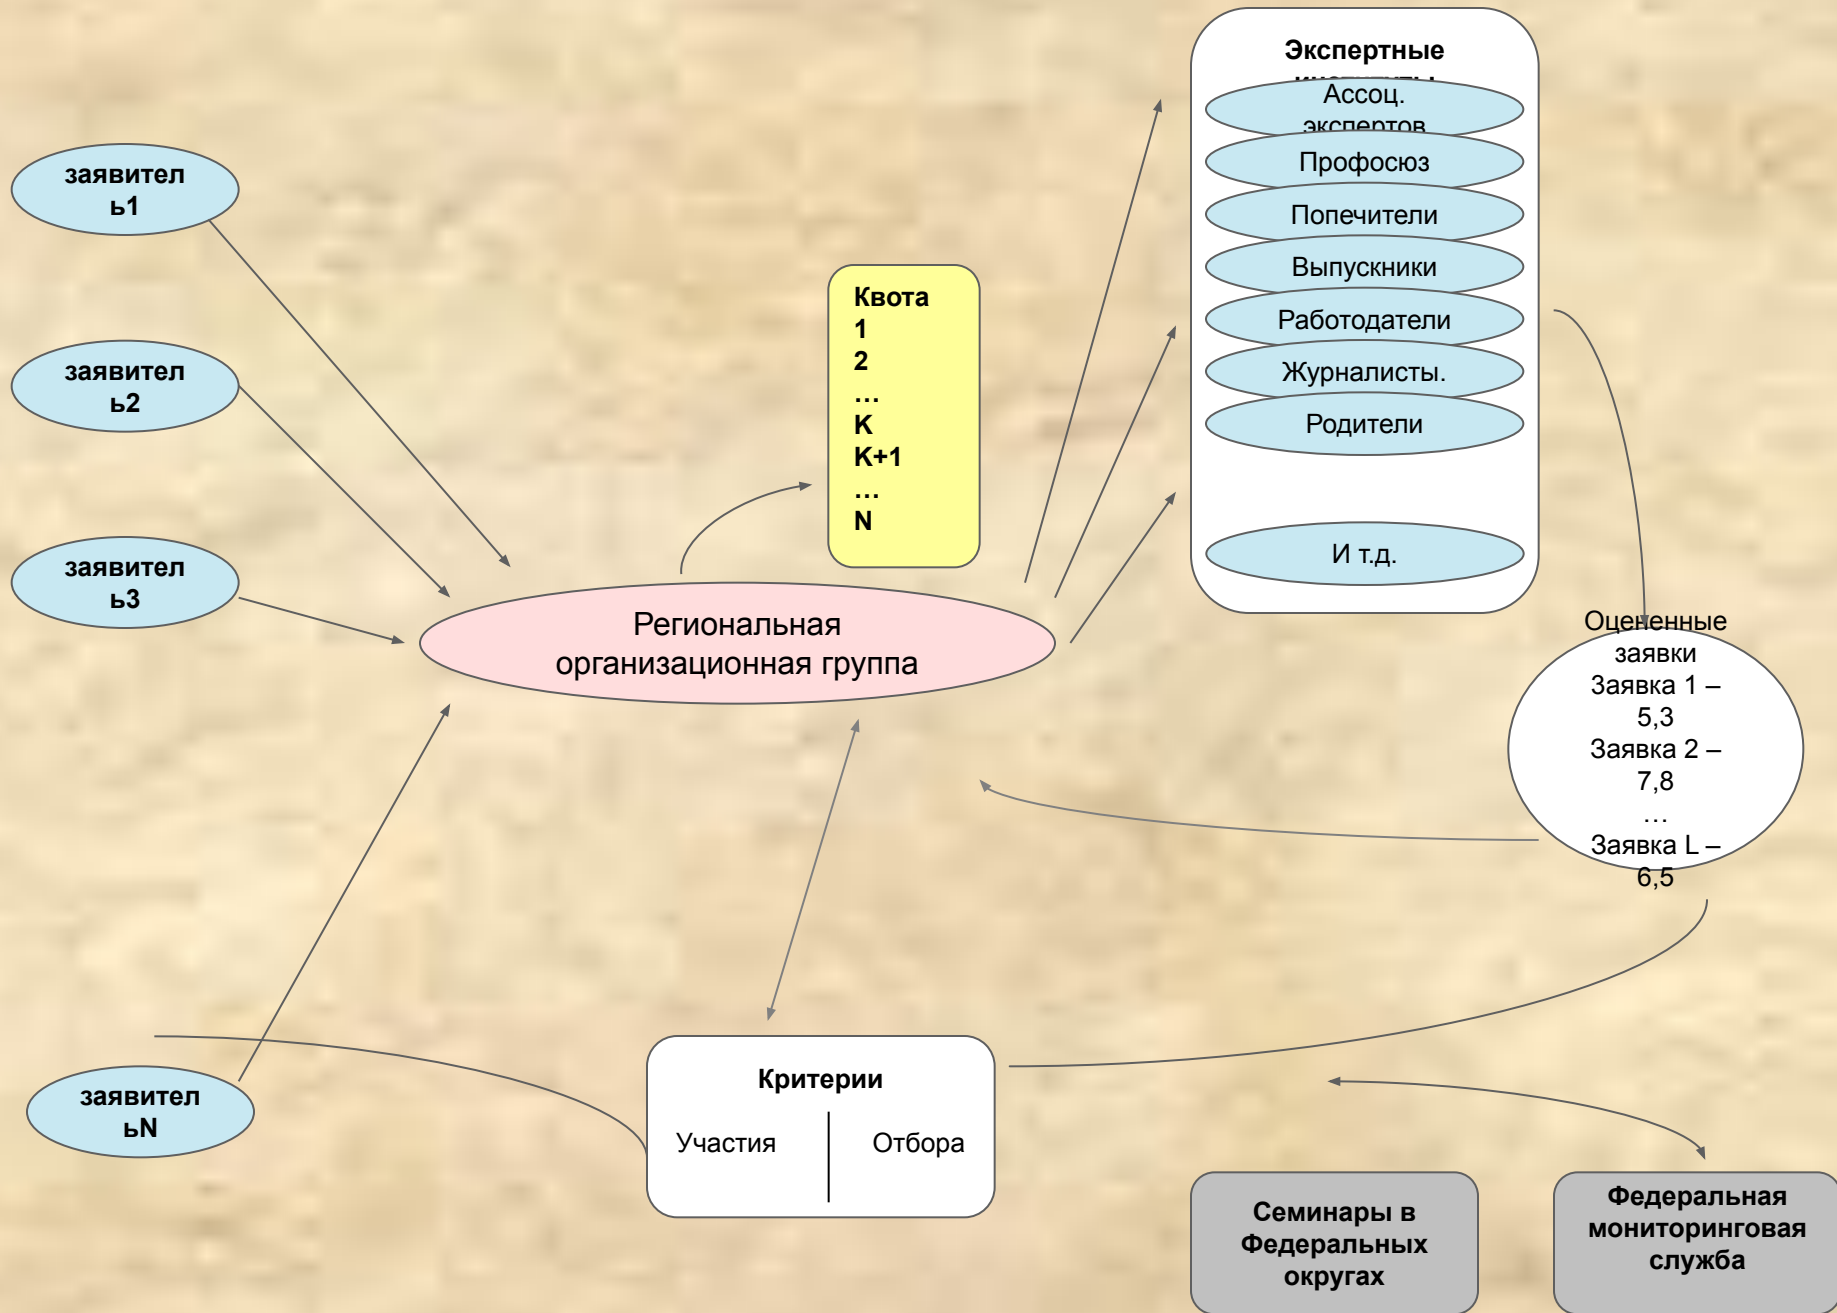 Экспертные
Ассоц.
экспертов
Профосюз
Попечители
Выпускники
Работодатели
Журналисты.
Родители
И т.д.
заявител
ь1
заявител
ь2
заявител
ь3
заявител
ьN
Квота
1
2
…
K
K+1
…
N
Региональная
организационная группа
Оцененные
заявки
Заявка 1 –
5,3
Заявка 2 –
7,8
…
Заявка L –
6,5
Критерии
Участия
Отбора
Семинары в
Федеральных
округах
Федеральная
мониторинговая
служба